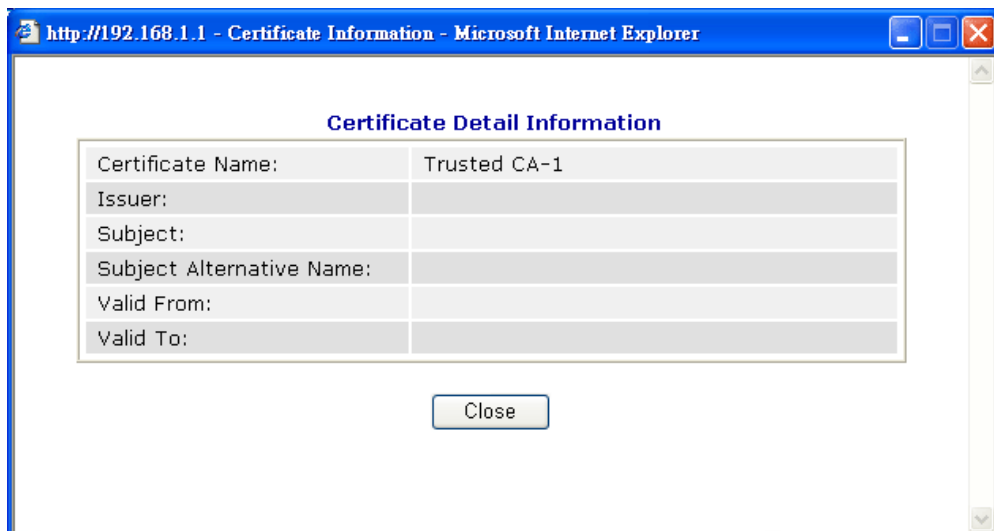 http://192.168.1.1 - Certificate Information - Microsoft Internet Explorer
Certificate Detail Information
Certificate Name: Trusted CA-1
Issuer:
Subject:
Subject Alternative Name:
Valid From:
Valid To:
Close